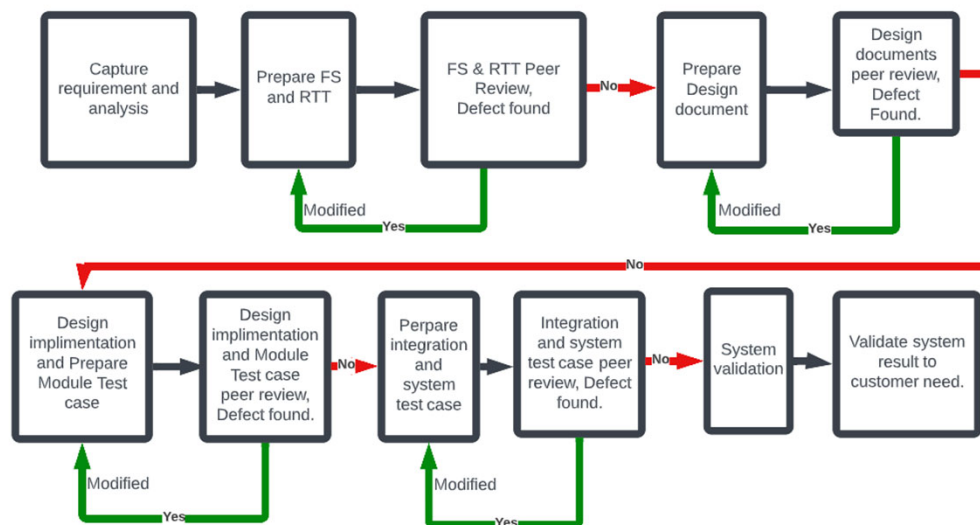 Capture
requirement and
analysis
Prepare FS
and RTT
FS & RTT Peer
Review,
Defect found
No
Prepare
Design
document
Design
documents
peer review,
Defect
Found.
Modified
Yes
Modified
Yes
No
Design
implimentation
and Prepare
Module Test
case
Design
implimentation
and Module
Test case
peer review,
Defect found.
No
Perpare
integration
and
system
test case
Integration
and system
test case peer
review, Defect
found.
No
System
validation
Validate system
result to
customer need.
Modified
Yes
Modified
Yes